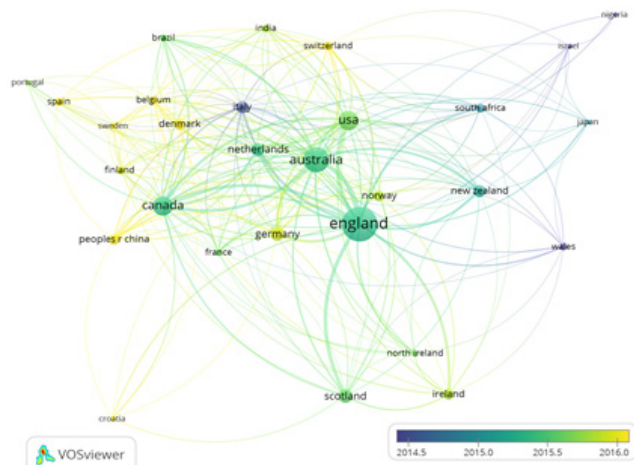 nigeria
india
brazil
switzerland
israel
portugal
spain
belgium
italy
south africa
usa
japan
sweden
denmark
netherlands
australia
finland
norway
new zealand
canada
england
peoples r china
germany
france
wales
north ireland
scotland
ireland
croatia
VOSviewer
2014.5
2015.0
2015.5
2016.0